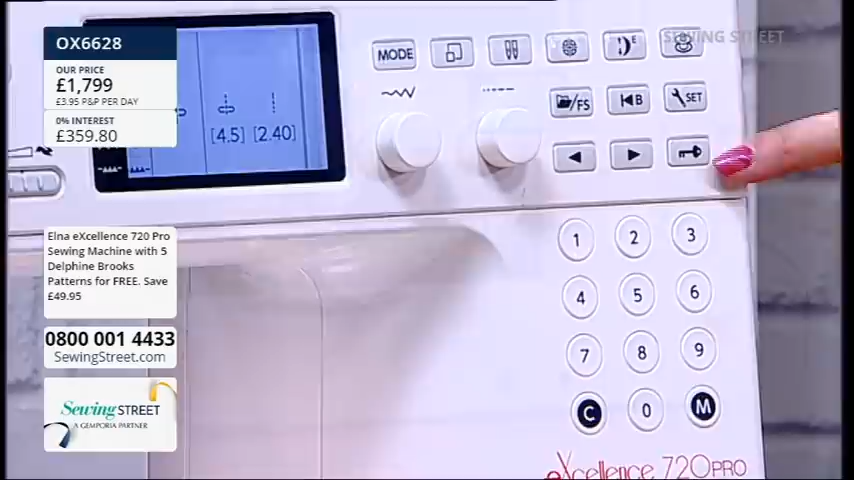 OX6628
OUR PRICE
£1,799
£3.95 P&P PER DAY
0% INTEREST
£359.80
Elna eXcellence 720 Pro
Sewing Machine with 5
Delphine Brooks
Patterns for FREE. Save
£49.95
0800 001 4433
SewingStreet.com
Sewing STREET
A GEMPORIA PARTNER
SEWING STREET
[4.5] [2.40]
MODE
E
/FS
B
SET
1 2 3
4 5 6
7 8 9
C 0 M
eXcellence 720 PRO